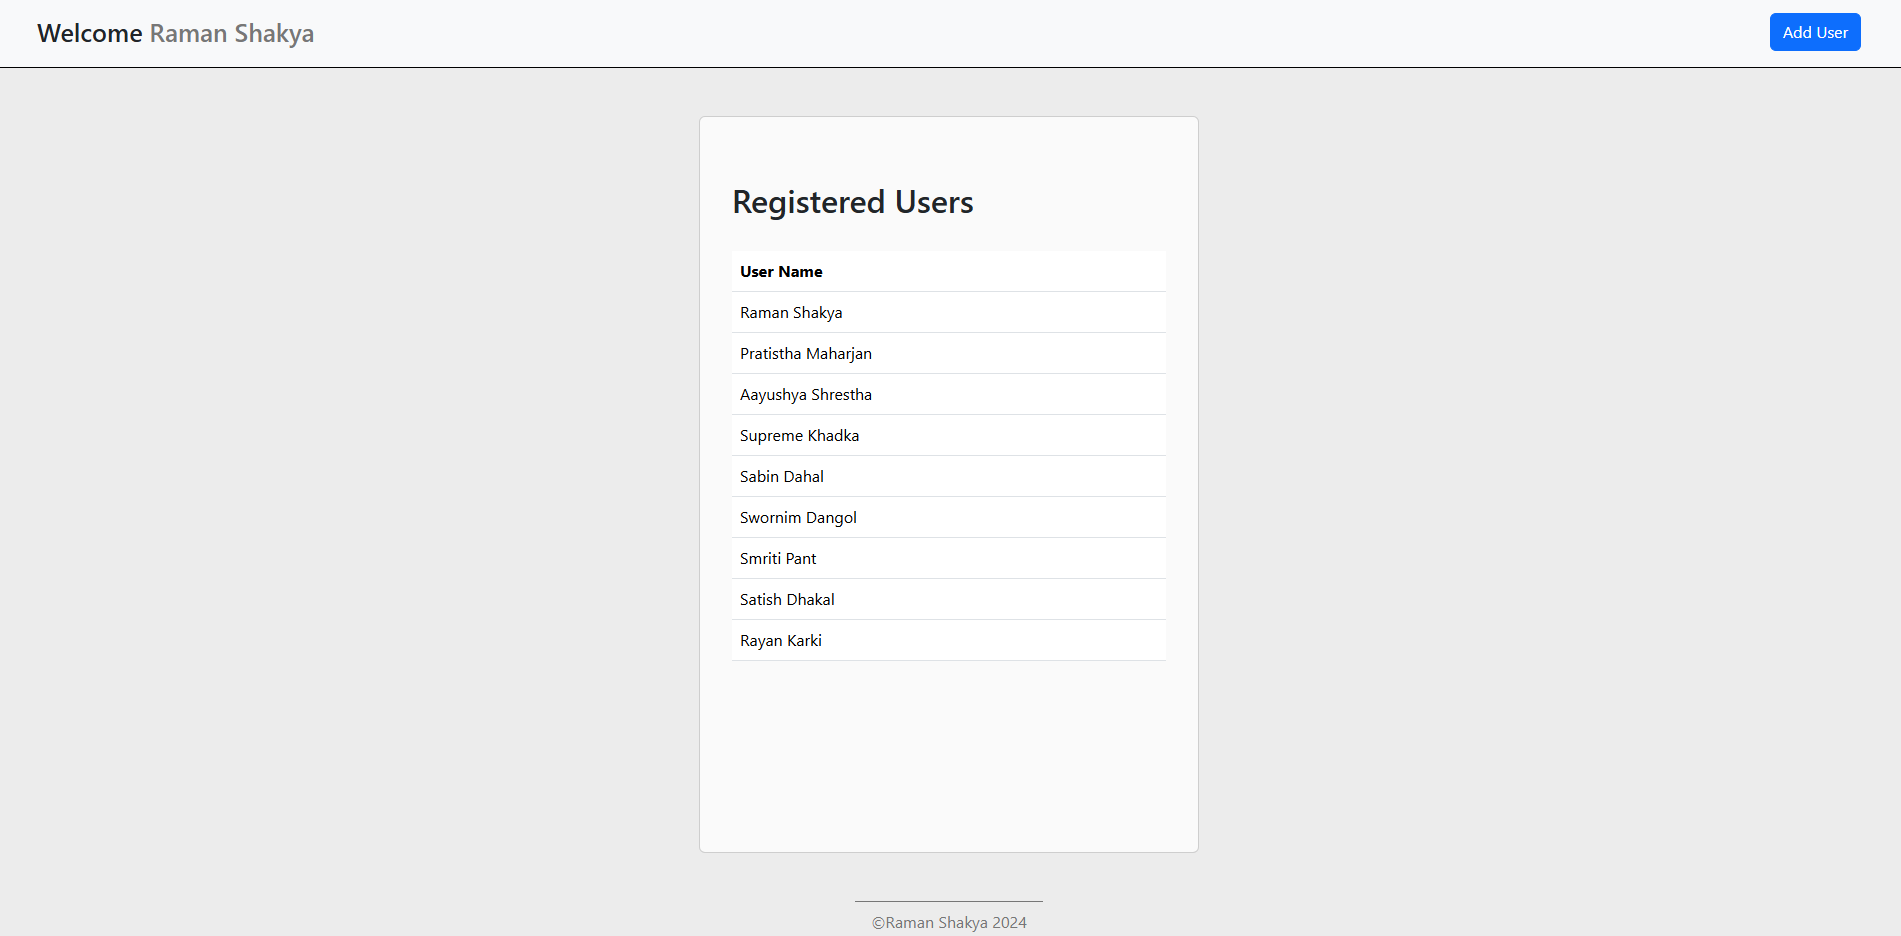 Welcome Raman Shakya
Add User
Registered Users
User Name
Raman Shakya
Pratistha Maharjan
Aayushya Shrestha
Supreme Khadka
Sabin Dahal
Swornim Dangol
Smriti Pant
Satish Dhakal
Rayan Karki
©Raman Shakya 2024